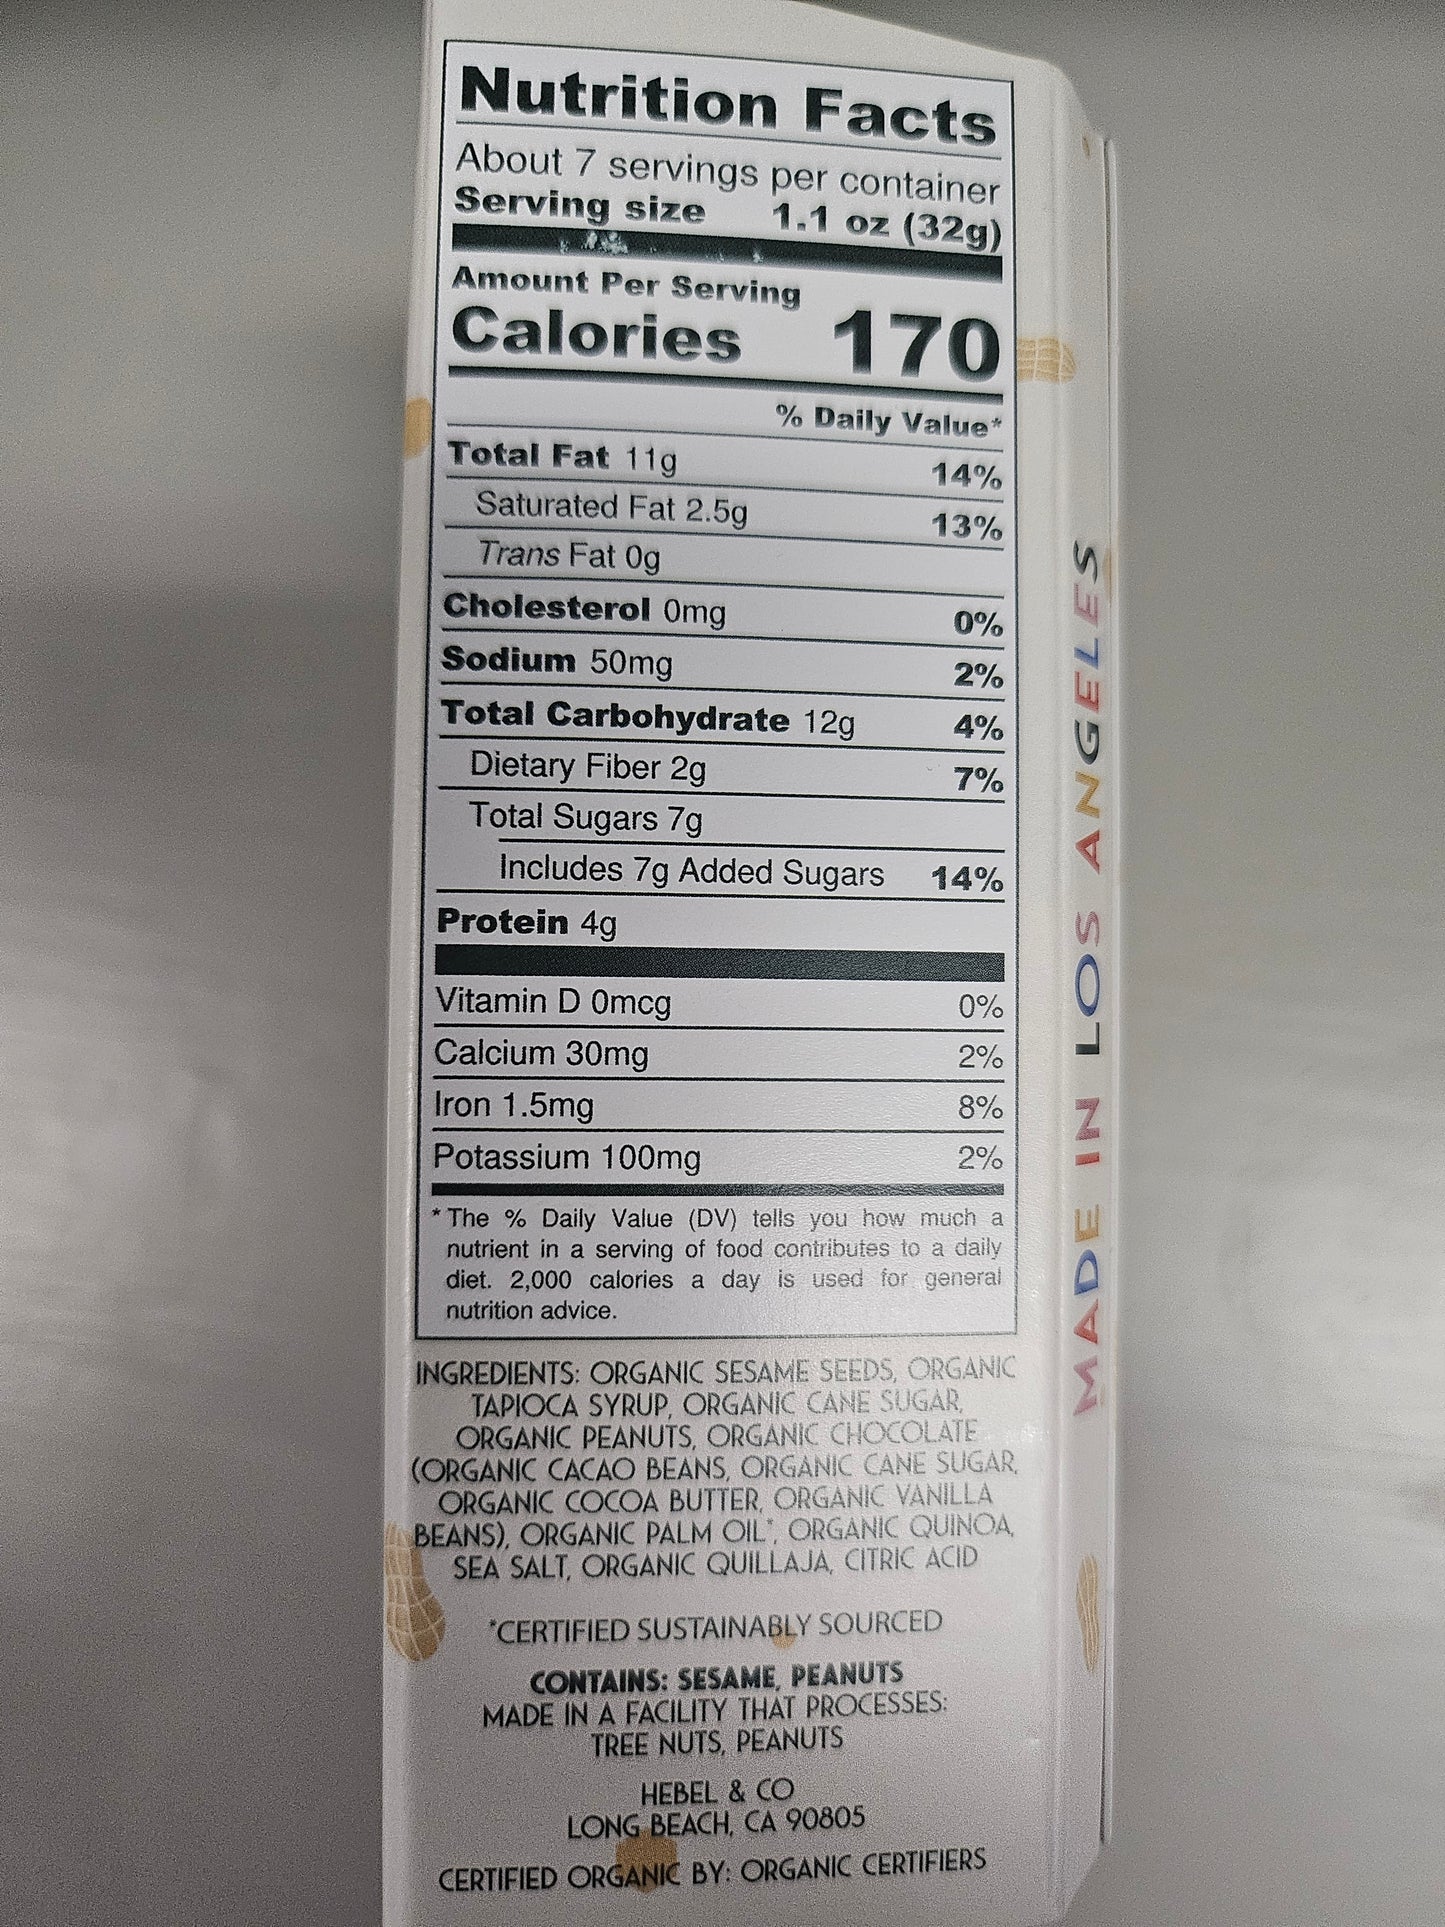 Nutrition Facts
About 7 servings per container
Serving size 1.1 oz (32g)
Amount Per Serving
Calories 170
% Daily Value*
Total Fat 11g 14%
Saturated Fat 2.5g 13%
Trans Fat 0g
Cholesterol 0mg 0%
Sodium 50mg 2%
Total Carbohydrate 12g 4%
Dietary Fiber 2g 7%
Total Sugars 7g
Includes 7g Added Sugars 14%
Protein 4g
Vitamin D 0mcg 0%
Calcium 30mg 2%
Iron 1.5mg 8%
Potassium 100mg 2%
* The % Daily Value (DV) tells you how much a
nutrient in a serving of food contributes to a daily
diet. 2,000 calories a day is used for general
nutrition advice.
INGREDIENTS: ORGANIC SESAME SEEDS, ORGANIC
TAPIOCA SYRUP, ORGANIC CANE SUGAR,
ORGANIC PEANUTS, ORGANIC CHOCOLATE
(ORGANIC CACAO BEANS, ORGANIC CANE SUGAR,
ORGANIC COCOA BUTTER, ORGANIC VANILLA
BEANS), ORGANIC PALM OIL*, ORGANIC QUINOA,
SEA SALT, ORGANIC QUILLAJA, CITRIC ACID
*CERTIFIED SUSTAINABLY SOURCED
CONTAINS: SESAME, PEANUTS
MADE IN A FACILITY THAT PROCESSES:
TREE NUTS, PEANUTS
HEBEL & CO
LONG BEACH, CA 90805
CERTIFIED ORGANIC BY: ORGANIC CERTIFIERS
MADE IN LOS ANGELES